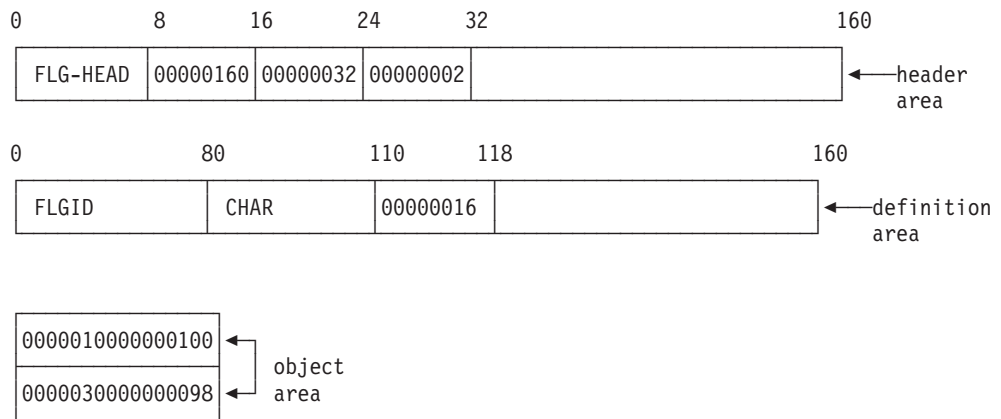 0 8 16 24 32 160
FLG-HEAD 00000160 00000032 00000002 header
area
0 80 110 118 160
FLGID CHAR 00000016 definition
area
0000010000000100
object
area
0000030000000098